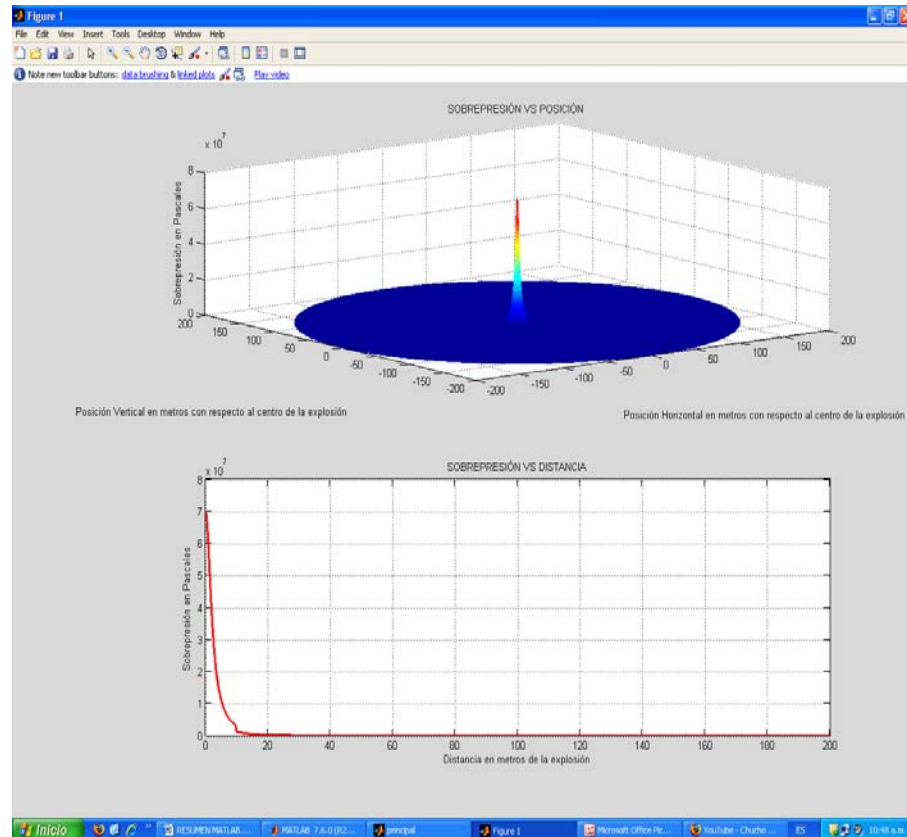 Figure 1
File Edit View Insert Tools Desktop Window Help
Note new toolbar buttons: data brushing & linked plots Play video
SOBREPRESIÓN VS POSICIÓN
x 10 7
8
6
4
2
0
Sobrepresión en Pascales
200 150 100 50 0 -50 -100 -150 -200
-200 -150 -100 -50 0 50 100 150 200
Posición Vertical en metros con respecto al centro de la explosión
Posición Horizontal en metros con respecto al centro de la explosión
SOBREPRESIÓN VS DISTANCIA
x 10 7
8
7
6
5
4
3
2
1
0
Sobrepresión en Pascales
0 20 40 60 80 100 120 140 160 180 200
Distancia en metros de la explosión
Inicio » RESUMEN MATLAB.... MATLAB 7.6.0 (R2... principal Figure 1 Microsoft Office Pic... YouTube - Chucho ... ES 10:48 a.m.